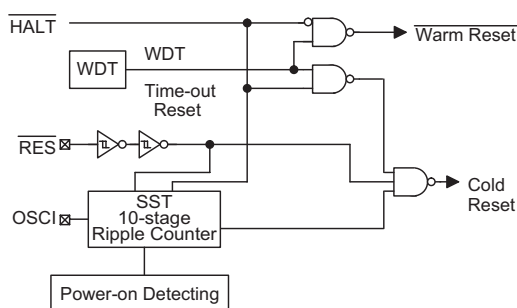 HALT
Warm Reset
WDT
WDT
Time-out
Reset
RES
Cold
Reset
OSCI
SST
10-stage
Ripple Counter
Power-on Detecting